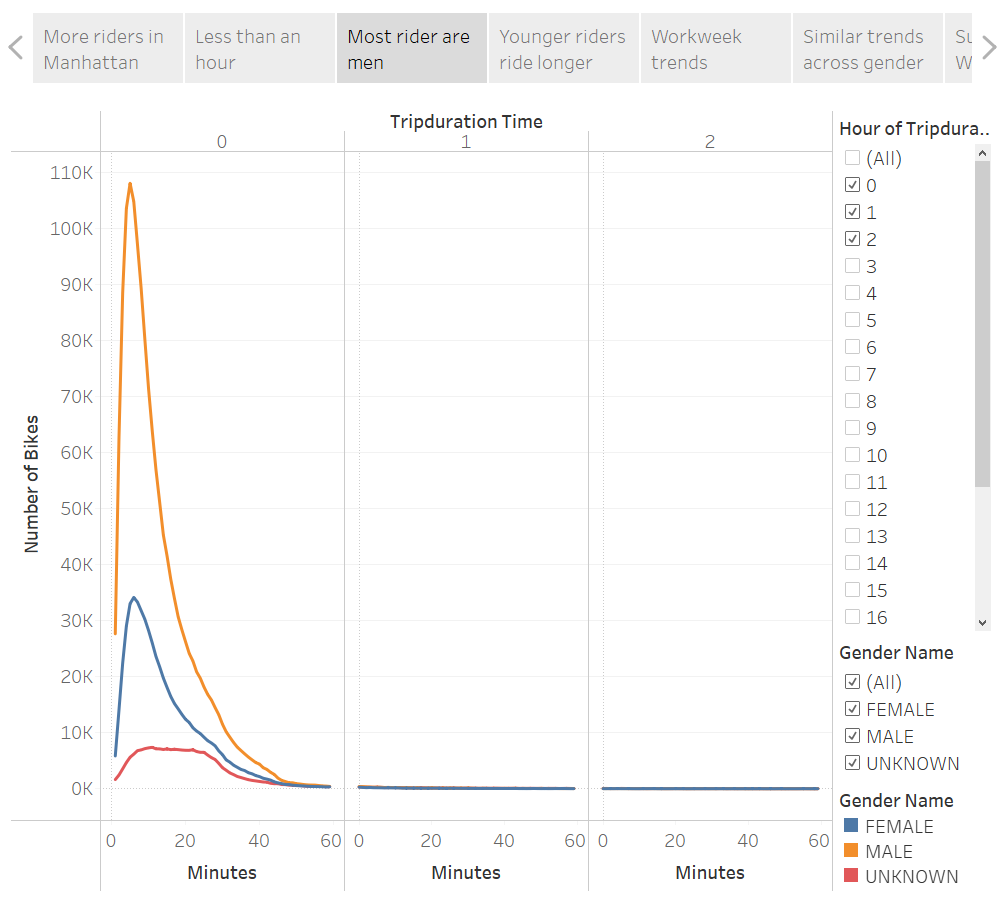 More riders in
Manhattan
Less than an
hour
Most rider are
men
Younger riders
ride longer
Workweek
trends
Similar trends
across gender
Tripduration Time
0
1
2
110K
100K
90K
80K
70K
60K
50K
40K
30K
20K
10K
0K
Number of Bikes
0 20 40 60
0 20 40 60
0 20 40 60
Minutes
Minutes
Minutes
Hour of Tripdura..
(All)
0
1
2
3
4
5
6
7
8
9
10
11
12
13
14
15
16
Gender Name
(All)
FEMALE
MALE
UNKNOWN
Gender Name
FEMALE
MALE
UNKNOWN